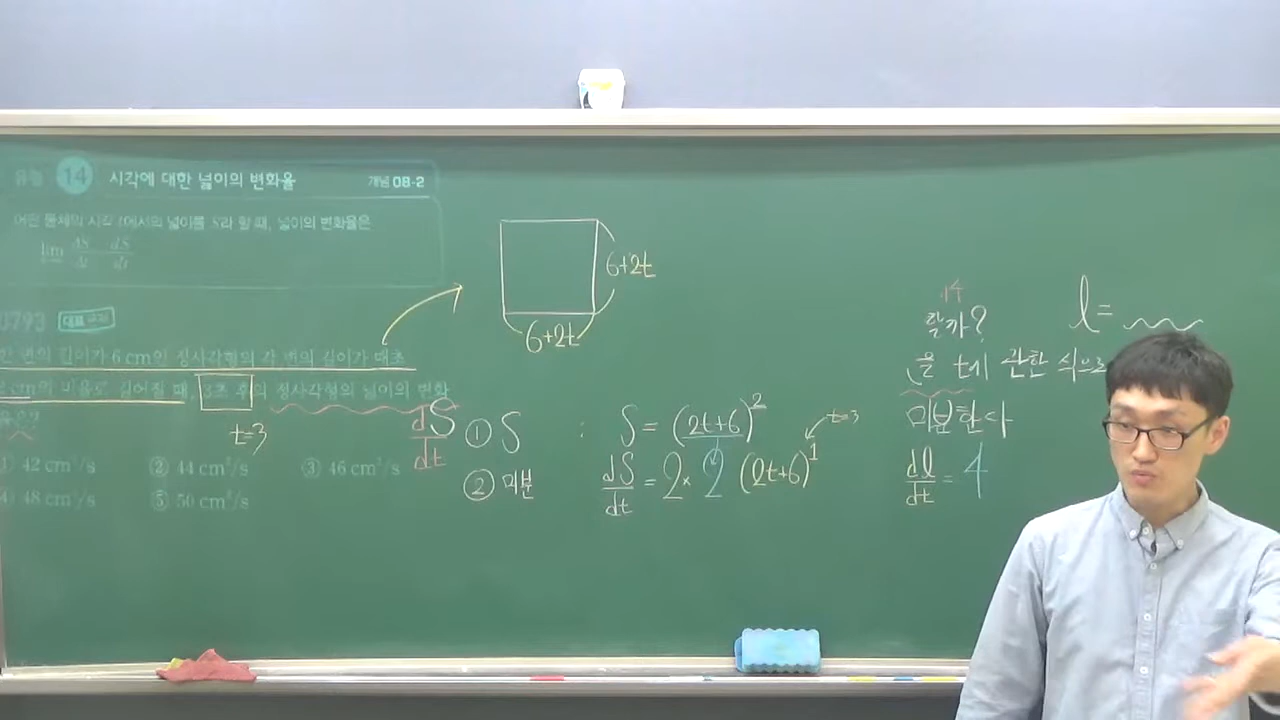 유형 14 시각에 대한 넓이의 변화율 개념 08-2
어떤 물체의 시각 t에서의 넓이를 S라 할 때, 넓이의 변화율은
lim ΔS/Δt = dS/dt
0793 대표
한 변의 길이가 6 cm인 정사각형의 각 변의 길이가 매초
2 cm의 비율로 길어질 때, 3초 후의 정사각형의 넓이의 변화
율은?
t=3
① 42 cm²/s ② 44 cm²/s ③ 46 cm²/s
④ 48 cm²/s ⑤ 50 cm²/s
6+2t
6+2t
dS/dt
① S : S = (2t+6)²
② 미분 dS/dt = 2 × 2 (2t+6)¹ t=3
할까?
l =
을 t에 관한 식으로
미분한다
dl/dt = 4